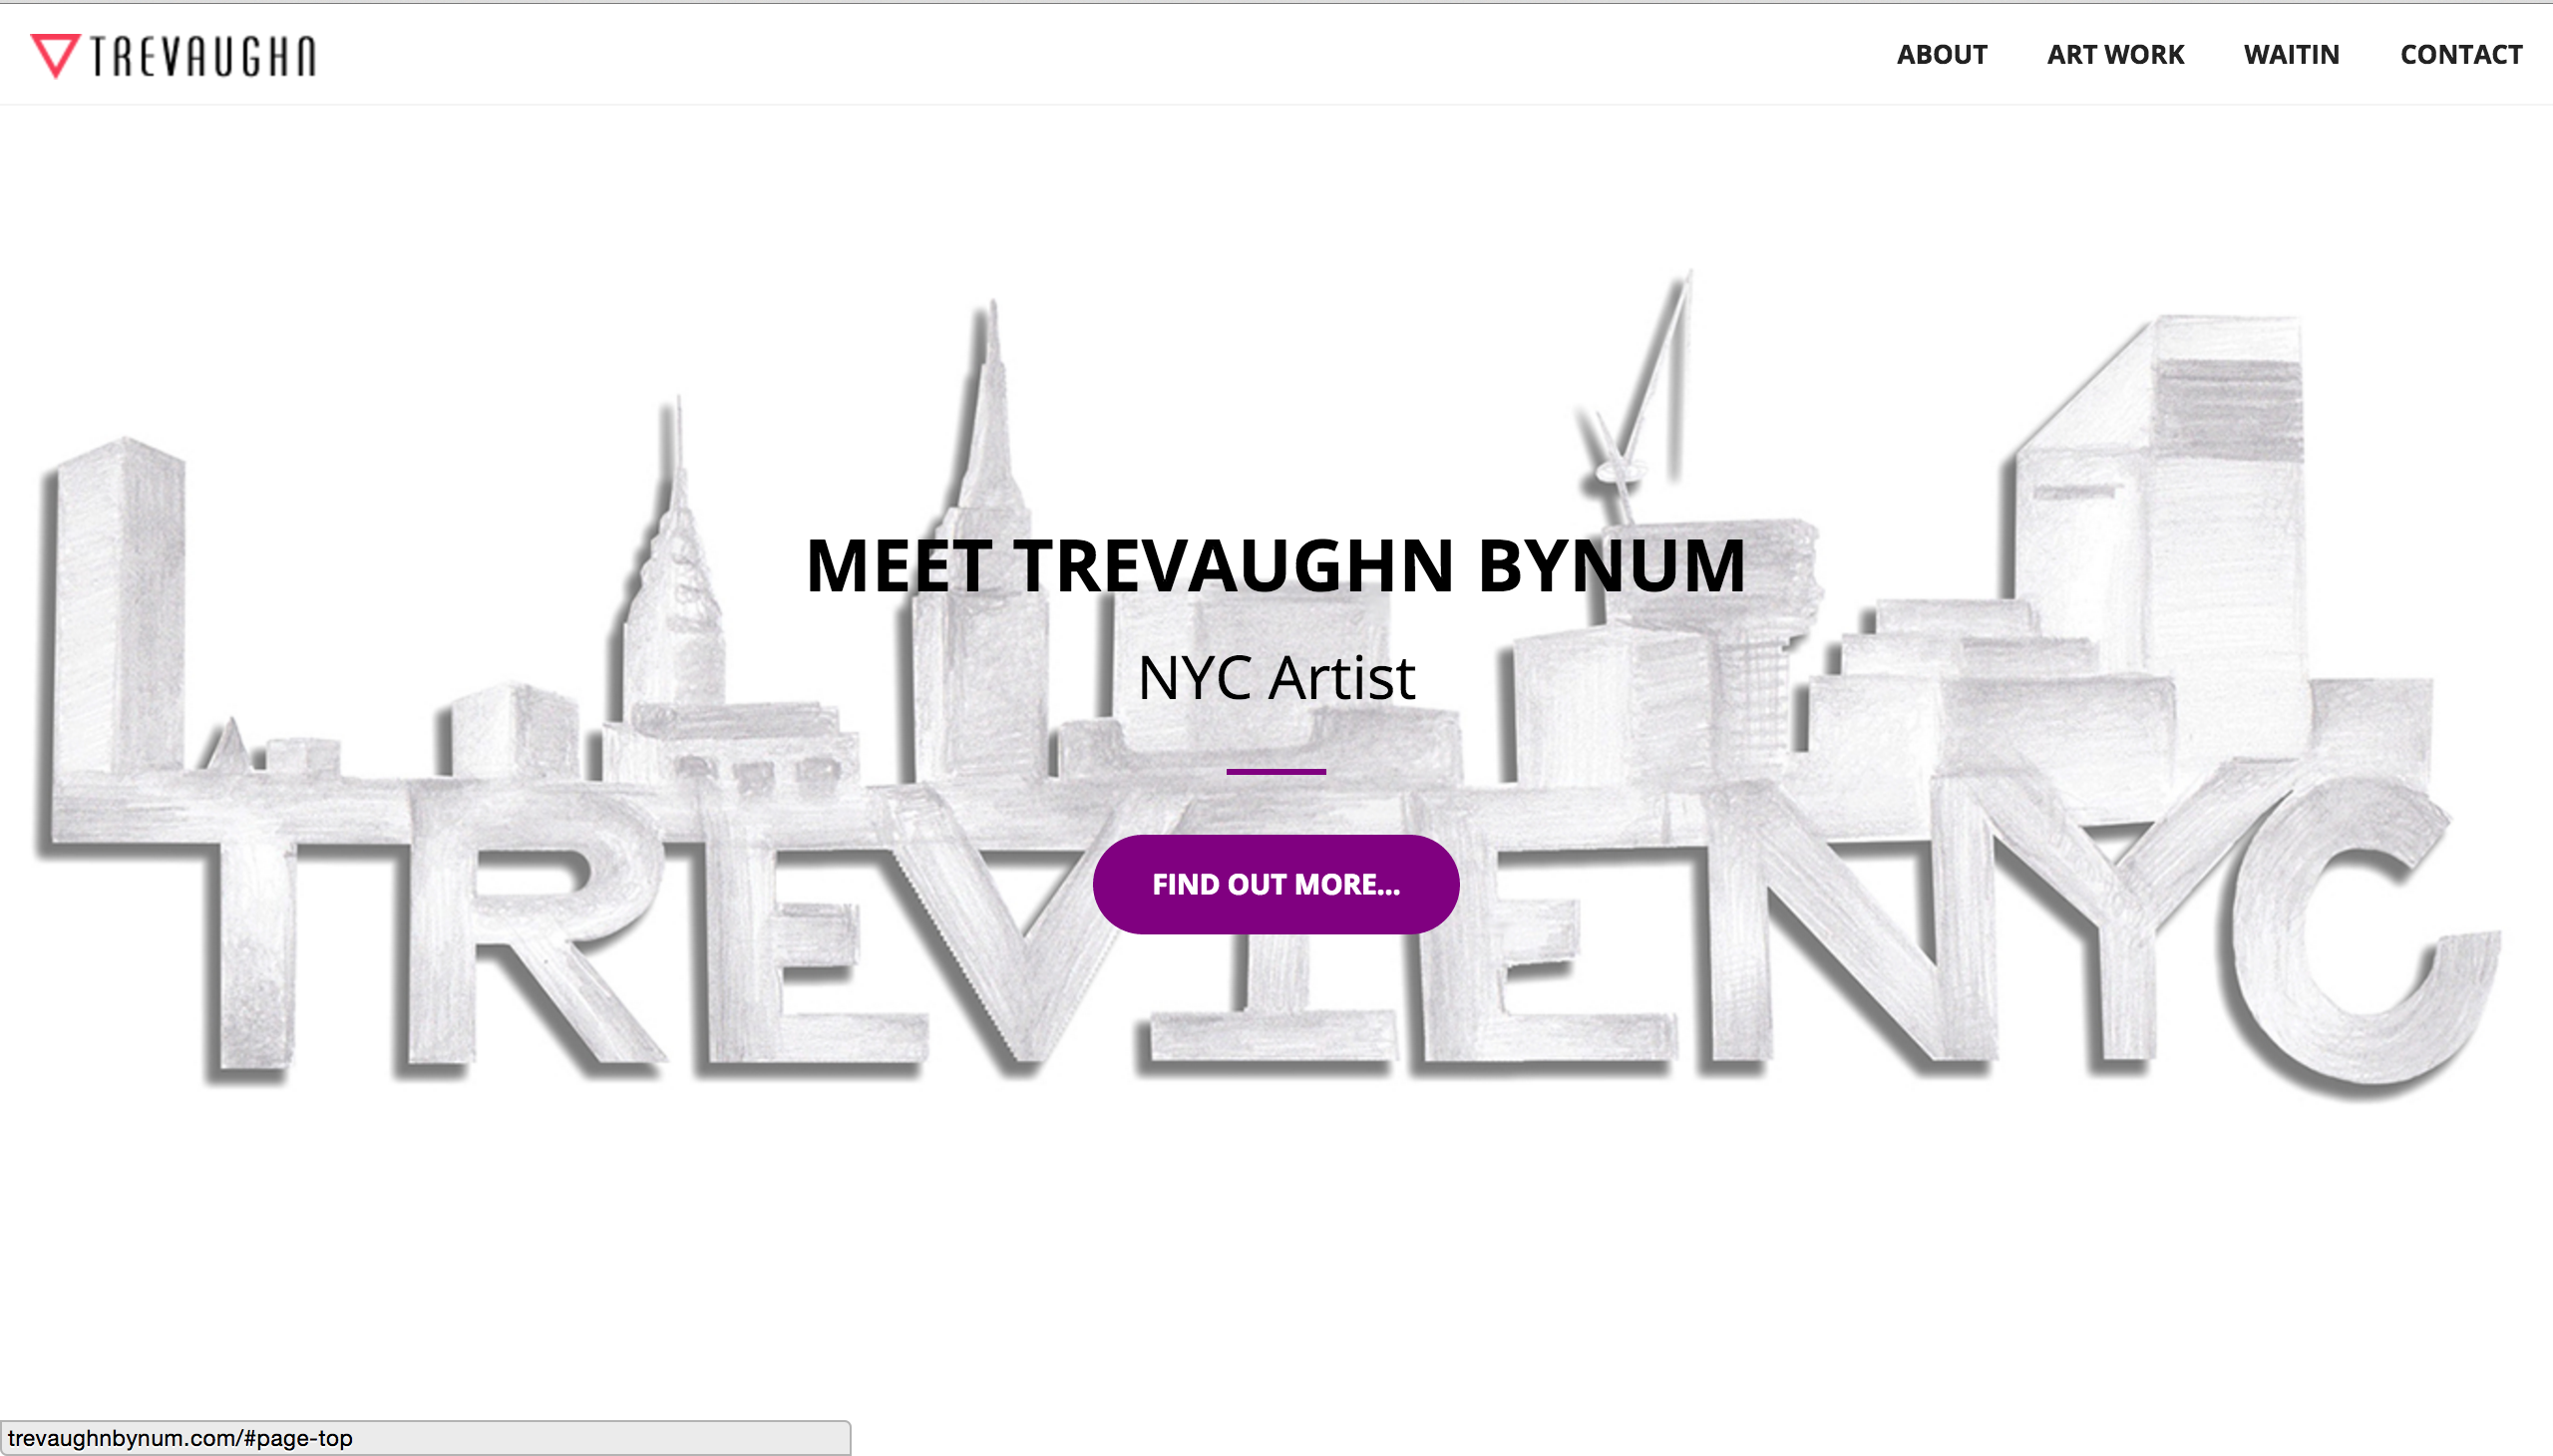 TREVAUGHN
ABOUT ART WORK WAITIN CONTACT
MEET TREVAUGHN BYNUM
NYC Artist
FIND OUT MORE...
TREVIENYC
trevaughnbynum.com/#page-top